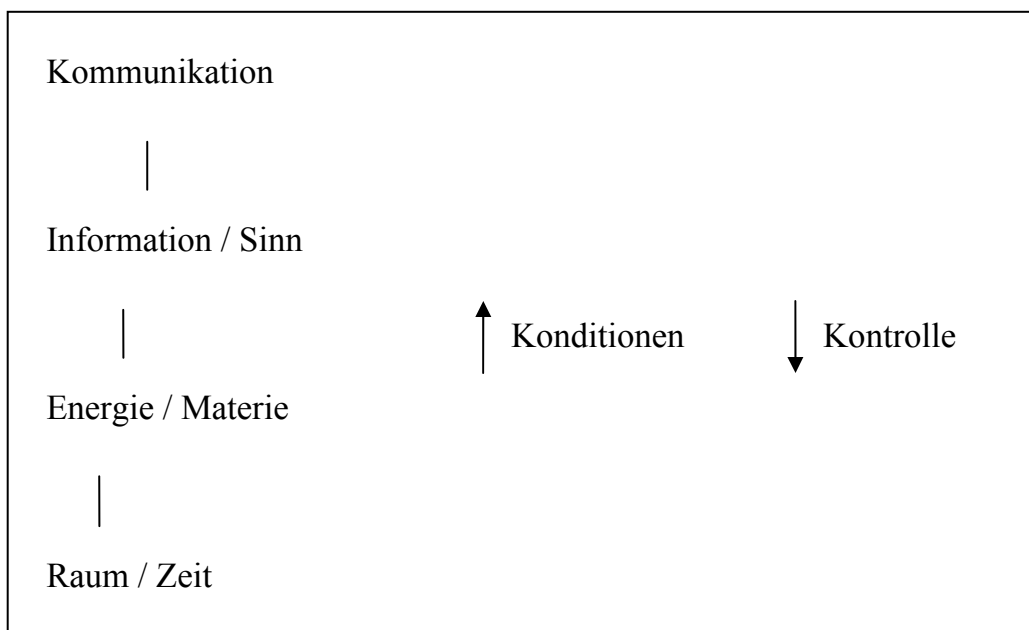 Kommunikation
Information / Sinn
Konditionen Kontrolle
Energie / Materie
Raum / Zeit